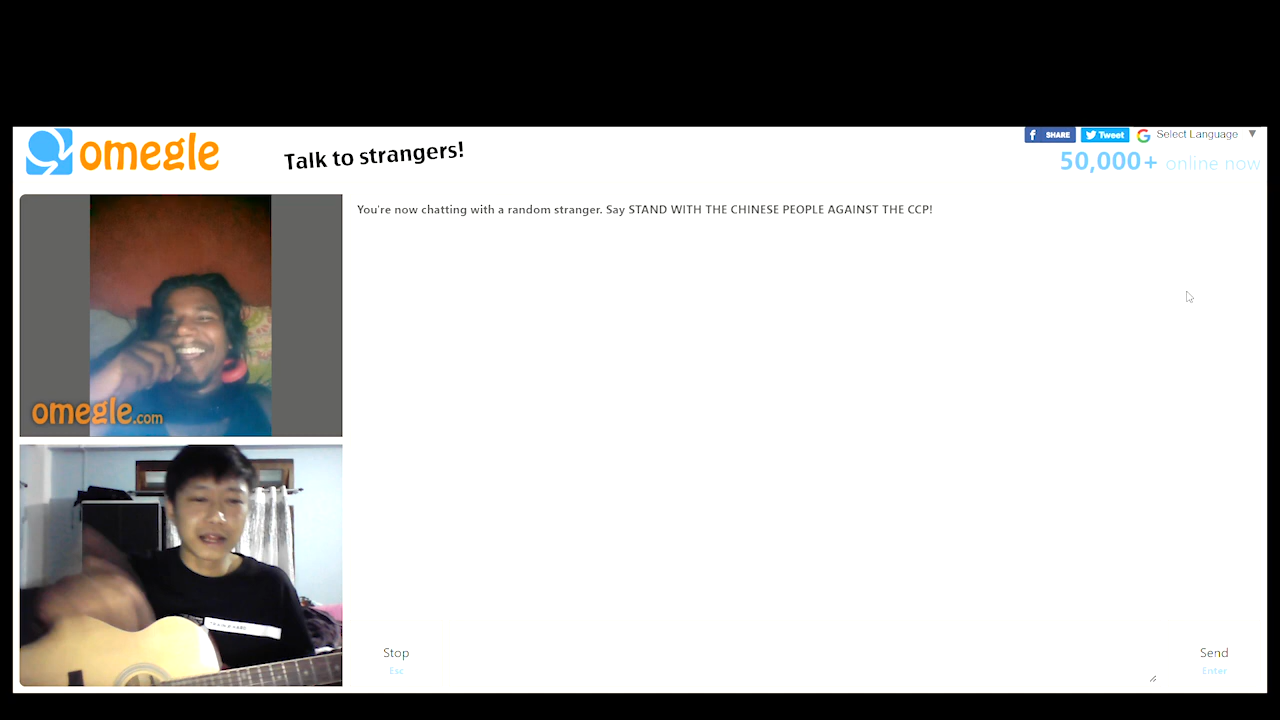 omegle
Talk to strangers!
SHARE
Tweet
Select Language
50,000+ online now
You're now chatting with a random stranger. Say STAND WITH THE CHINESE PEOPLE AGAINST THE CCP!
omegle.com
Stop
Esc
Send
Enter